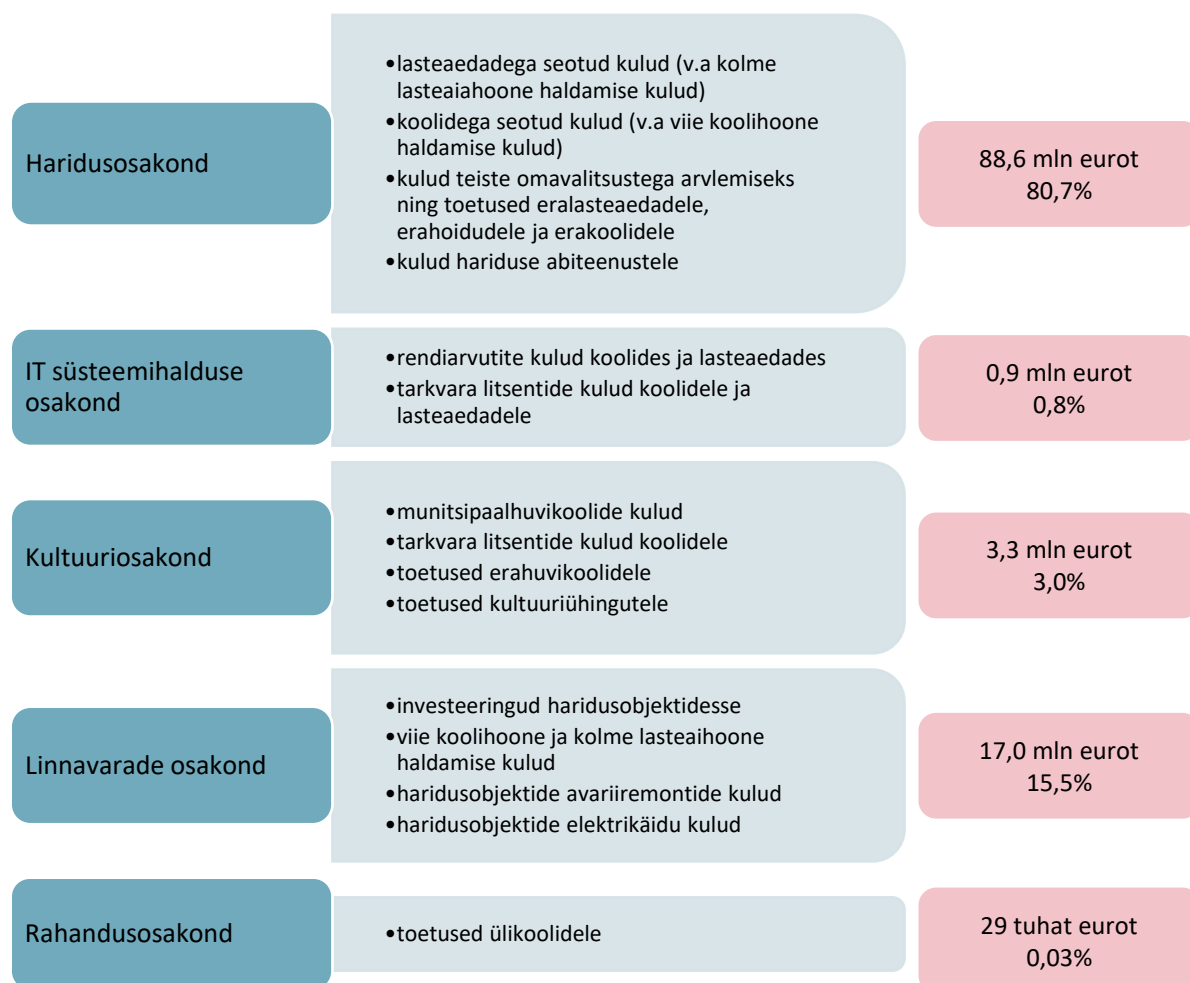 Haridusosakond
•lasteaedadega seotud kulud (v.a kolme
lasteaiahoone haldamise kulud)
•koolidega seotud kulud (v.a viie koolihoone
haldamise kulud)
•kulud teiste omavalitsustega arvlemiseks
ning toetused eralasteaedadele,
erahoidudele ja erakoolidele
•kulud hariduse abiteenustele
88,6 mln eurot
80,7%
IT süsteemihalduse
osakond
•rendiarvutite kulud koolides ja lasteaedades
•tarkvara litsentide kulud koolidele ja
lasteaedadele
0,9 mln eurot
0,8%
Kultuuriosakond
•munitsipaalhuvikoolide kulud
•tarkvara litsentide kulud koolidele
•toetused erahuvikoolidele
•toetused kultuuriühingutele
3,3 mln eurot
3,0%
Linnavarade osakond
•investeeringud haridusobjektidesse
•viie koolihoone ja kolme lasteaihoone
haldamise kulud
•haridusobjektide avariiremontide kulud
•haridusobjektide elektrikäidu kulud
17,0 mln eurot
15,5%
Rahandusosakond
•toetused ülikoolidele
29 tuhat eurot
0,03%